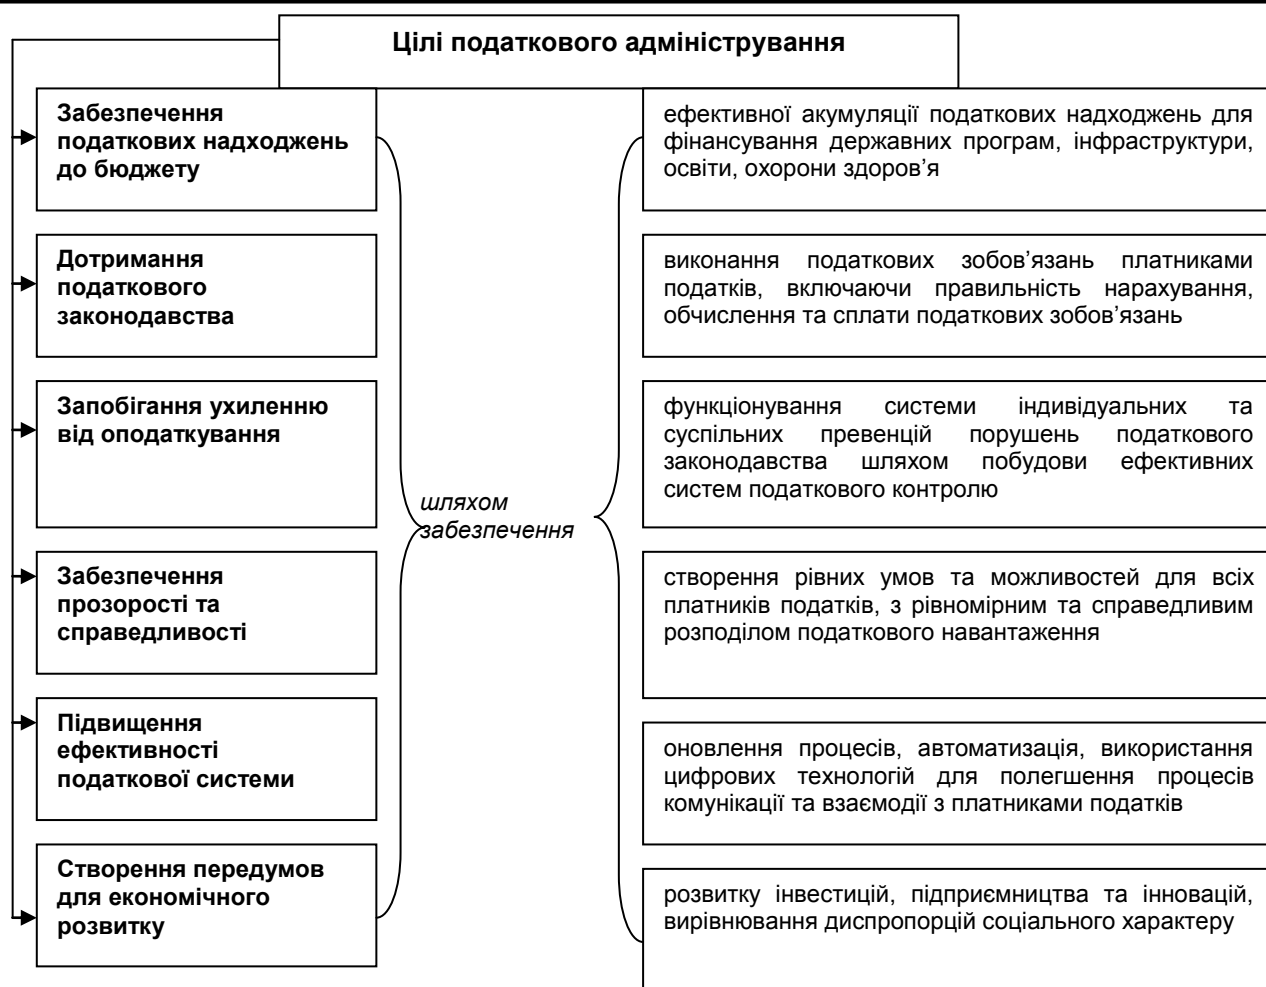 Цілі податкового адміністрування
Забезпечення
податкових надходжень
до бюджету
ефективної акумуляції податкових надходжень для
фінансування державних програм, інфраструктури,
освіти, охорони здоров’я
Дотримання
податкового
законодавства
виконання податкових зобов’язань платниками
податків, включаючи правильність нарахування,
обчислення та сплати податкових зобов’язань
Запобігання ухиленню
від оподаткування
функціонування системи індивідуальних та
суспільних превенцій порушень податкового
законодавства шляхом побудови ефективних
систем податкового контролю
шляхом
забезпечення
Забезпечення
прозорості та
справедливості
створення рівних умов та можливостей для всіх
платників податків, з рівномірним та справедливим
розподілом податкового навантаження
Підвищення
ефективності
податкової системи
оновлення процесів, автоматизація, використання
цифрових технологій для полегшення процесів
комунікації та взаємодії з платниками податків
Створення передумов
для економічного
розвитку
розвитку інвестицій, підприємництва та інновацій,
вирівнювання диспропорцій соціального характеру